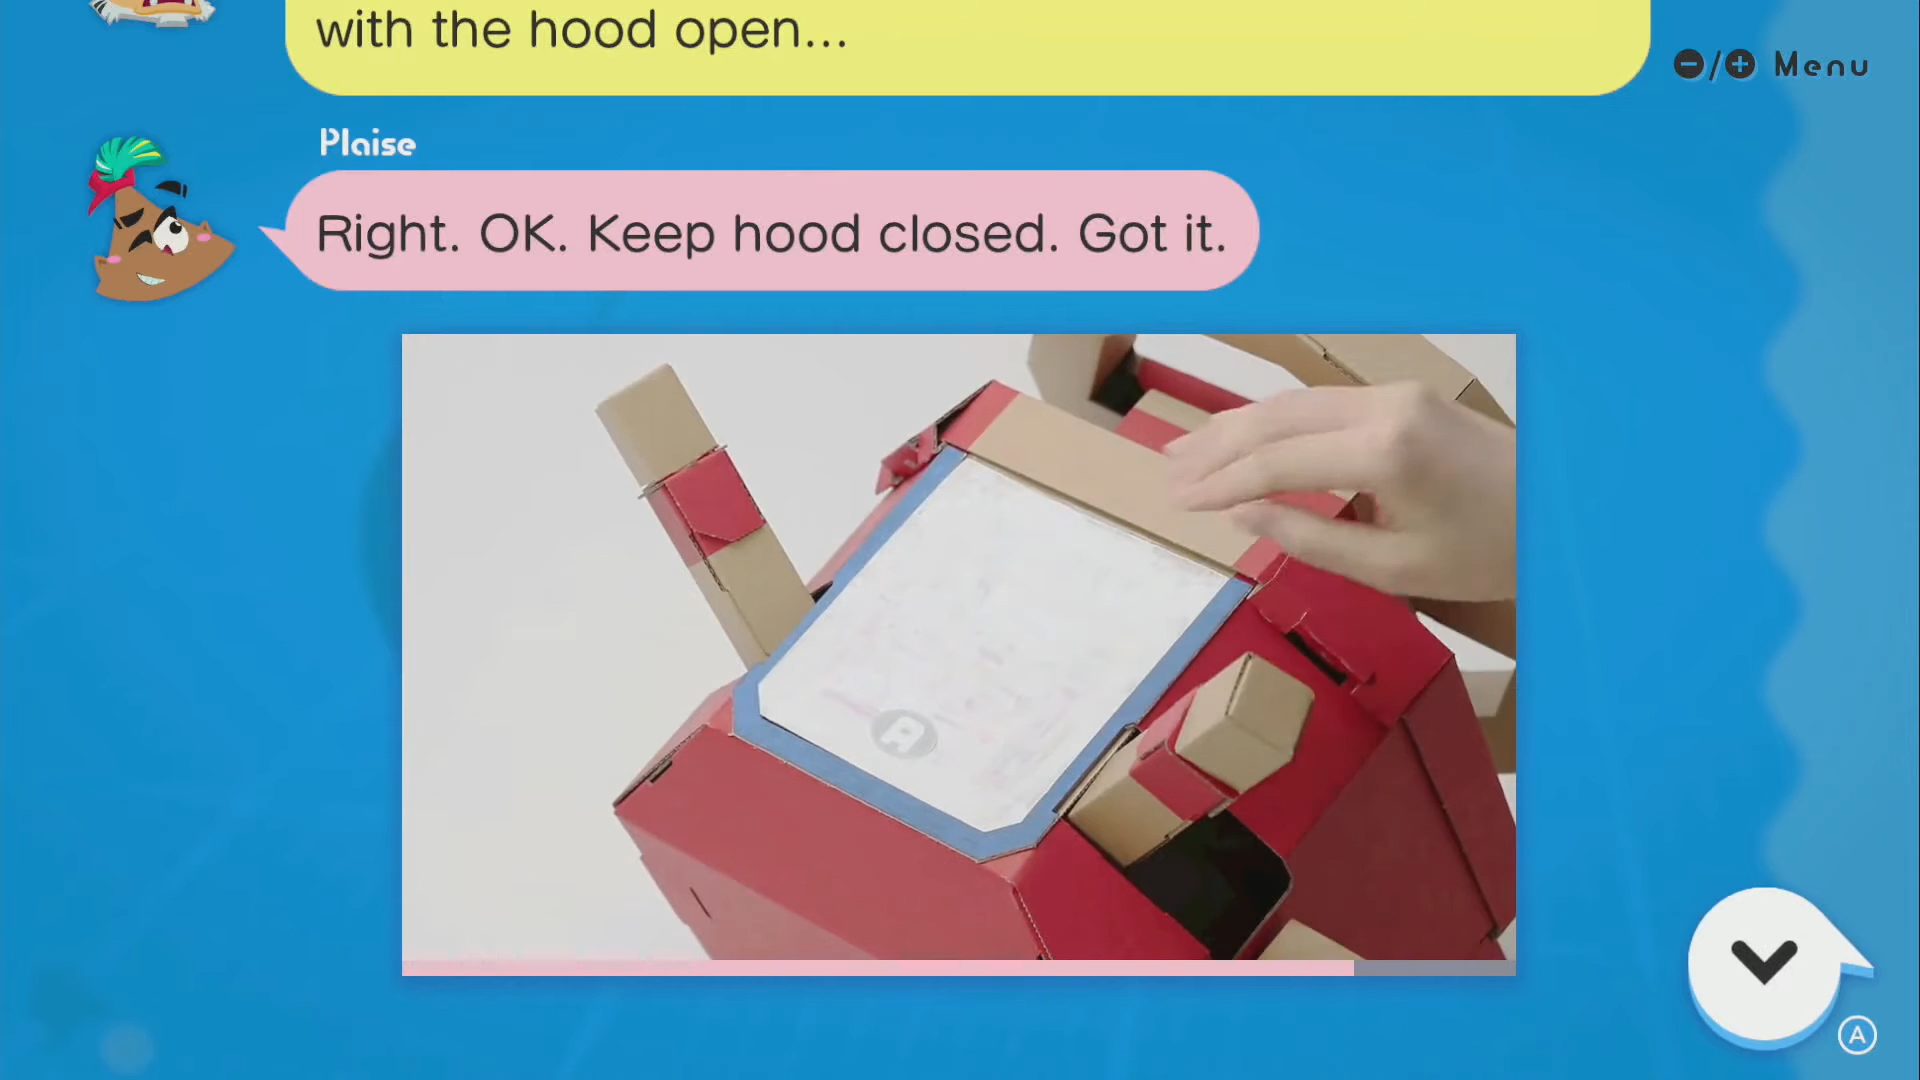 with the hood open...
−/+ Menu
Plaise
Right. OK. Keep hood closed. Got it.
A
A